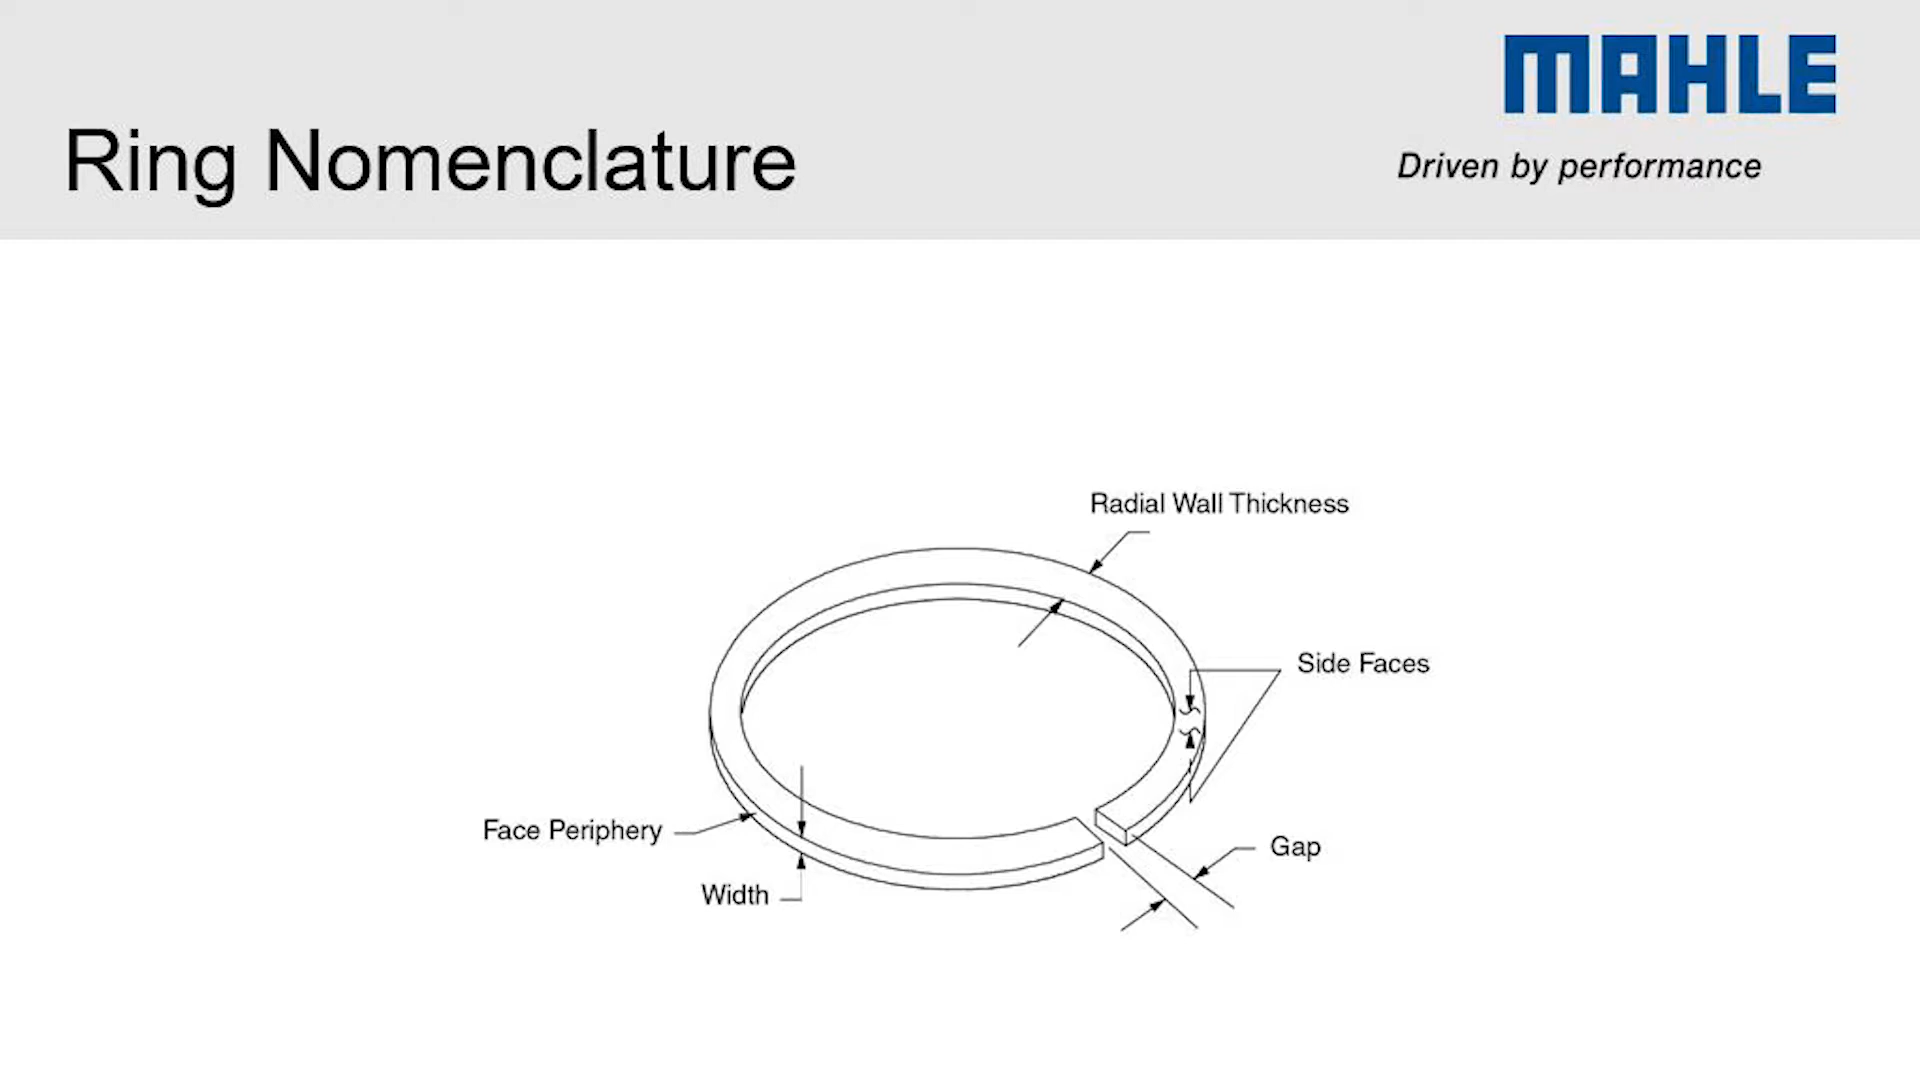 MAHLE
Driven by performance
Ring Nomenclature
Radial Wall Thickness
Side Faces
Face Periphery
Gap
Width